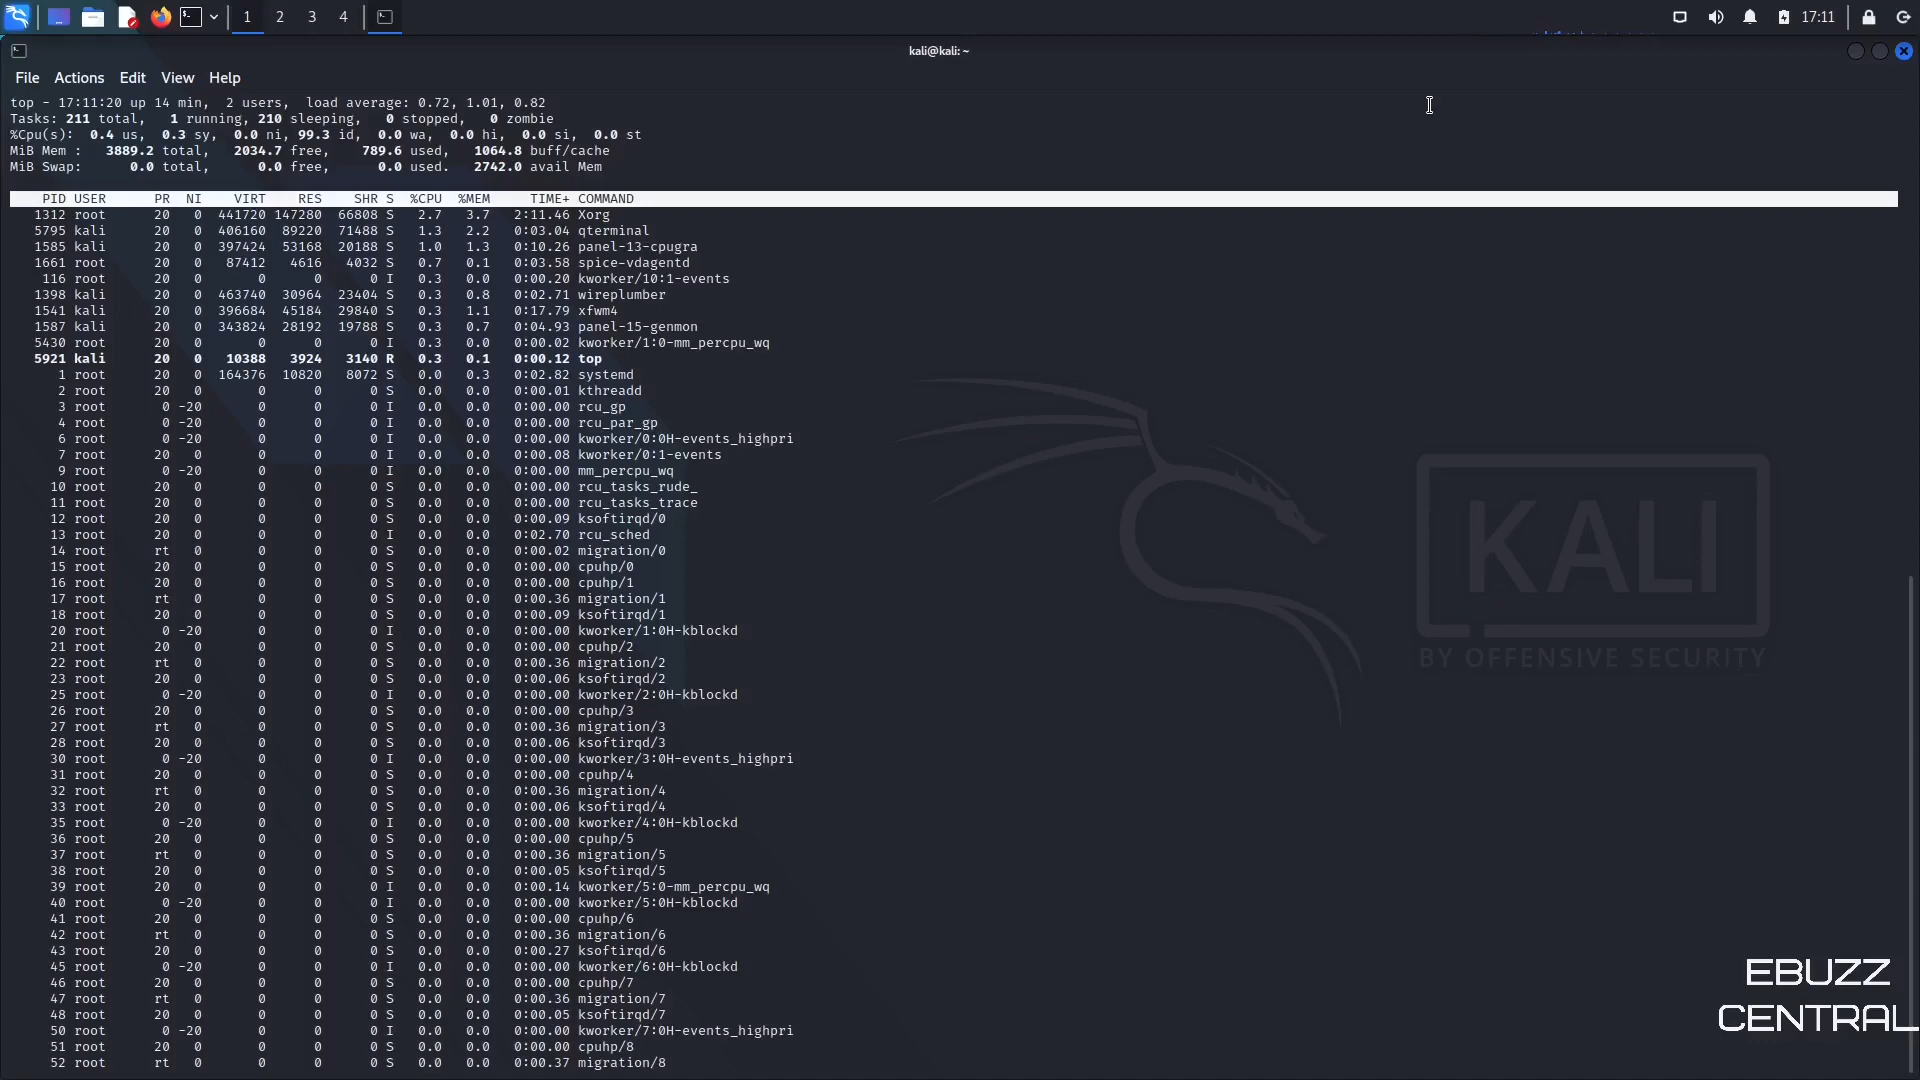 1 2 3 4 17:11
kali@kali: ~
File Actions Edit View Help
top - 17:11:20 up 14 min, 2 users, load average: 0.72, 1.01, 0.82
Tasks: 211 total, 1 running, 210 sleeping, 0 stopped, 0 zombie
%Cpu(s): 0.4 us, 0.3 sy, 0.0 ni, 99.3 id, 0.0 wa, 0.0 hi, 0.0 si, 0.0 st
MiB Mem : 3889.2 total, 2034.7 free, 789.6 used, 1064.8 buff/cache
MiB Swap: 0.0 total, 0.0 free, 0.0 used. 2742.0 avail Mem
PID USER PR NI VIRT RES SHR S %CPU %MEM TIME+ COMMAND
1312 root 20 0 441720 147280 66808 S 2.7 3.7 2:11.46 Xorg
5795 kali 20 0 406160 89220 71488 S 1.3 2.2 0:03.04 qterminal
1585 kali 20 0 397424 53168 20188 S 1.0 1.3 0:10.26 panel-13-cpugra
1661 root 20 0 87412 4616 4032 S 0.7 0.1 0:03.58 spice-vdagentd
116 root 20 0 0 0 0 I 0.3 0.0 0:00.20 kworker/10:1-events
1398 kali 20 0 463740 30964 23404 S 0.3 0.8 0:02.71 wireplumber
1541 kali 20 0 396684 45184 29840 S 0.3 1.1 0:17.79 xfwm4
1587 kali 20 0 343824 28192 19788 S 0.3 0.7 0:04.93 panel-15-genmon
5430 root 20 0 0 0 0 I 0.3 0.0 0:00.02 kworker/1:0-mm_percpu_wq
5921 kali 20 0 10388 3924 3140 R 0.3 0.1 0:00.12 top
1 root 20 0 164376 10820 8072 S 0.0 0.3 0:02.82 systemd
2 root 20 0 0 0 0 S 0.0 0.0 0:00.01 kthreadd
3 root 0 -20 0 0 0 I 0.0 0.0 0:00.00 rcu_gp
4 root 0 -20 0 0 0 I 0.0 0.0 0:00.00 rcu_par_gp
6 root 0 -20 0 0 0 I 0.0 0.0 0:00.00 kworker/0:0H-events_highpri
7 root 20 0 0 0 0 I 0.0 0.0 0:00.08 kworker/0:1-events
9 root 0 -20 0 0 0 I 0.0 0.0 0:00.00 mm_percpu_wq
10 root 20 0 0 0 0 S 0.0 0.0 0:00.00 rcu_tasks_rude_
11 root 20 0 0 0 0 S 0.0 0.0 0:00.00 rcu_tasks_trace
12 root 20 0 0 0 0 S 0.0 0.0 0:00.09 ksoftirqd/0
13 root 20 0 0 0 0 I 0.0 0.0 0:02.70 rcu_sched
14 root rt 0 0 0 0 S 0.0 0.0 0:00.02 migration/0
15 root 20 0 0 0 0 S 0.0 0.0 0:00.00 cpuhp/0
16 root 20 0 0 0 0 S 0.0 0.0 0:00.00 cpuhp/1
17 root rt 0 0 0 0 S 0.0 0.0 0:00.36 migration/1
18 root 20 0 0 0 0 S 0.0 0.0 0:00.09 ksoftirqd/1
20 root 0 -20 0 0 0 I 0.0 0.0 0:00.00 kworker/1:0H-kblockd
21 root 20 0 0 0 0 S 0.0 0.0 0:00.00 cpuhp/2
22 root rt 0 0 0 0 S 0.0 0.0 0:00.36 migration/2
23 root 20 0 0 0 0 S 0.0 0.0 0:00.06 ksoftirqd/2
25 root 0 -20 0 0 0 I 0.0 0.0 0:00.00 kworker/2:0H-kblockd
26 root 20 0 0 0 0 S 0.0 0.0 0:00.00 cpuhp/3
27 root rt 0 0 0 0 S 0.0 0.0 0:00.36 migration/3
28 root 20 0 0 0 0 S 0.0 0.0 0:00.06 ksoftirqd/3
30 root 0 -20 0 0 0 I 0.0 0.0 0:00.00 kworker/3:0H-events_highpri
31 root 20 0 0 0 0 S 0.0 0.0 0:00.00 cpuhp/4
32 root rt 0 0 0 0 S 0.0 0.0 0:00.36 migration/4
33 root 20 0 0 0 0 S 0.0 0.0 0:00.06 ksoftirqd/4
35 root 0 -20 0 0 0 I 0.0 0.0 0:00.00 kworker/4:0H-kblockd
36 root 20 0 0 0 0 S 0.0 0.0 0:00.00 cpuhp/5
37 root rt 0 0 0 0 S 0.0 0.0 0:00.36 migration/5
38 root 20 0 0 0 0 S 0.0 0.0 0:00.05 ksoftirqd/5
39 root 20 0 0 0 0 I 0.0 0.0 0:00.14 kworker/5:0-mm_percpu_wq
40 root 0 -20 0 0 0 I 0.0 0.0 0:00.00 kworker/5:0H-kblockd
41 root 20 0 0 0 0 S 0.0 0.0 0:00.00 cpuhp/6
42 root rt 0 0 0 0 S 0.0 0.0 0:00.36 migration/6
43 root 20 0 0 0 0 S 0.0 0.0 0:00.27 ksoftirqd/6
45 root 0 -20 0 0 0 I 0.0 0.0 0:00.00 kworker/6:0H-kblockd
46 root 20 0 0 0 0 S 0.0 0.0 0:00.00 cpuhp/7
47 root rt 0 0 0 0 S 0.0 0.0 0:00.36 migration/7
48 root 20 0 0 0 0 S 0.0 0.0 0:00.05 ksoftirqd/7
50 root 0 -20 0 0 0 I 0.0 0.0 0:00.00 kworker/7:0H-events_highpri
51 root 20 0 0 0 0 S 0.0 0.0 0:00.00 cpuhp/8
52 root rt 0 0 0 0 S 0.0 0.0 0:00.37 migration/8
KALI
BY OFFENSIVE SECURITY
EBUZZ
CENTRAL